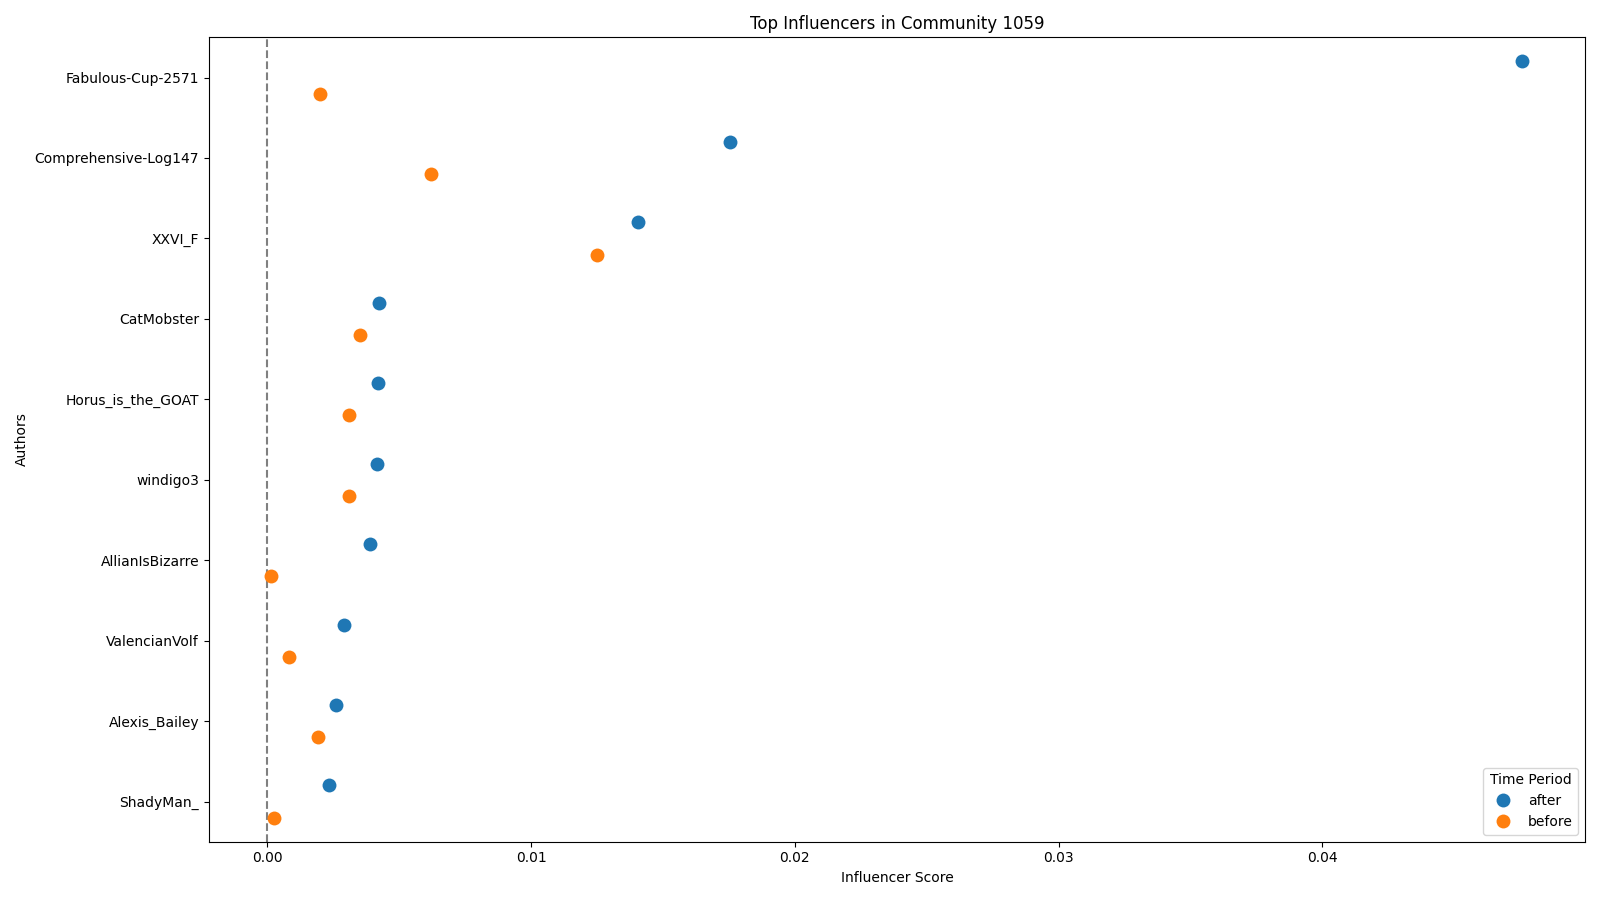 Top Influencers in Community 1059
Authors
Fabulous-Cup-2571
Comprehensive-Log147
XXVI_F
CatMobster
Horus_is_the_GOAT
windigo3
AllianIsBizarre
ValencianVolf
Alexis_Bailey
ShadyMan_
Time Period
after
before
0.00 0.01 0.02 0.03 0.04
Influencer Score